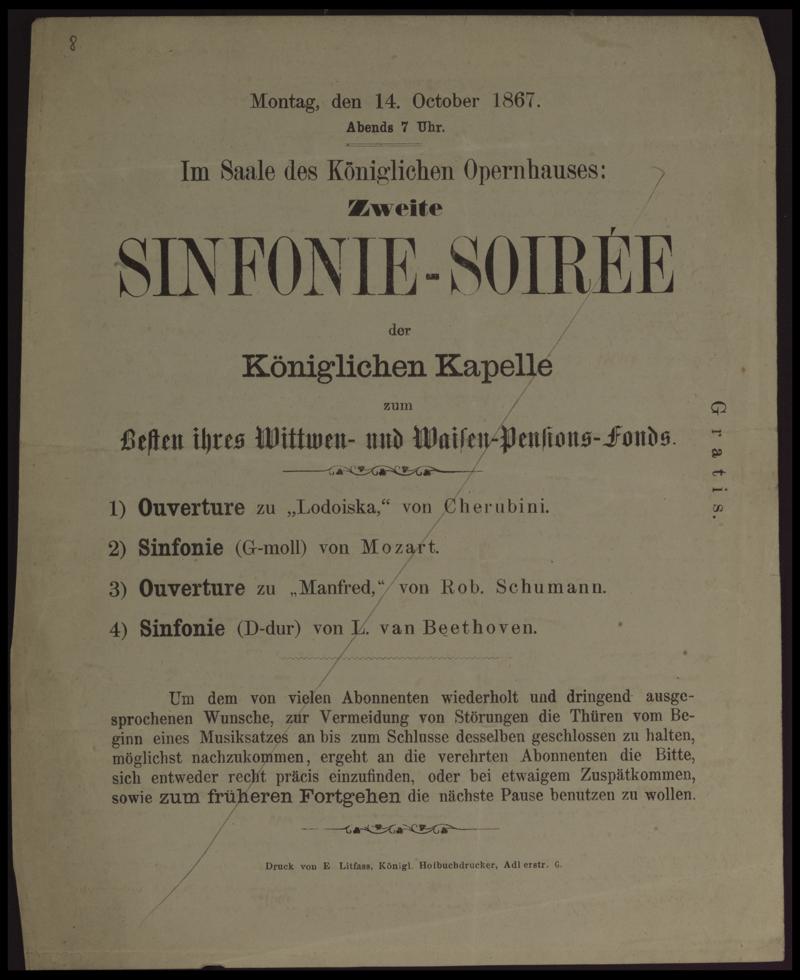 8
Montag, den 14. October 1867.
Abends 7 Uhr.
Im Saale des Königlichen Opernhauses:
Zweite
SINFONIE-SOIRÉE
der
Königlichen Kapelle
zum
Besten ihres Wittwen- und Waisen-Pensions-Fonds.
Gratis.
1) Ouverture zu „Lodoiska,“ von Cherubini.
2) Sinfonie (G-moll) von Mozart.
3) Ouverture zu „Manfred,“ von Rob. Schumann.
4) Sinfonie (D-dur) von L. van Beethoven.
Um dem von vielen Abonnenten wiederholt und dringend ausge-
sprochenen Wunsche, zur Vermeidung von Störungen die Thüren vom Be-
ginn eines Musiksatzes an bis zum Schlusse desselben geschlossen zu halten,
möglichst nachzukommen, ergeht an die verehrten Abonnenten die Bitte,
sich entweder recht präcis einzufinden, oder bei etwaigem Zuspätkommen,
sowie zum früheren Fortgehen die nächste Pause benutzen zu wollen.
Druck von E Litfass, Königl. Hofbuchdrucker, Adlerstr. 6.